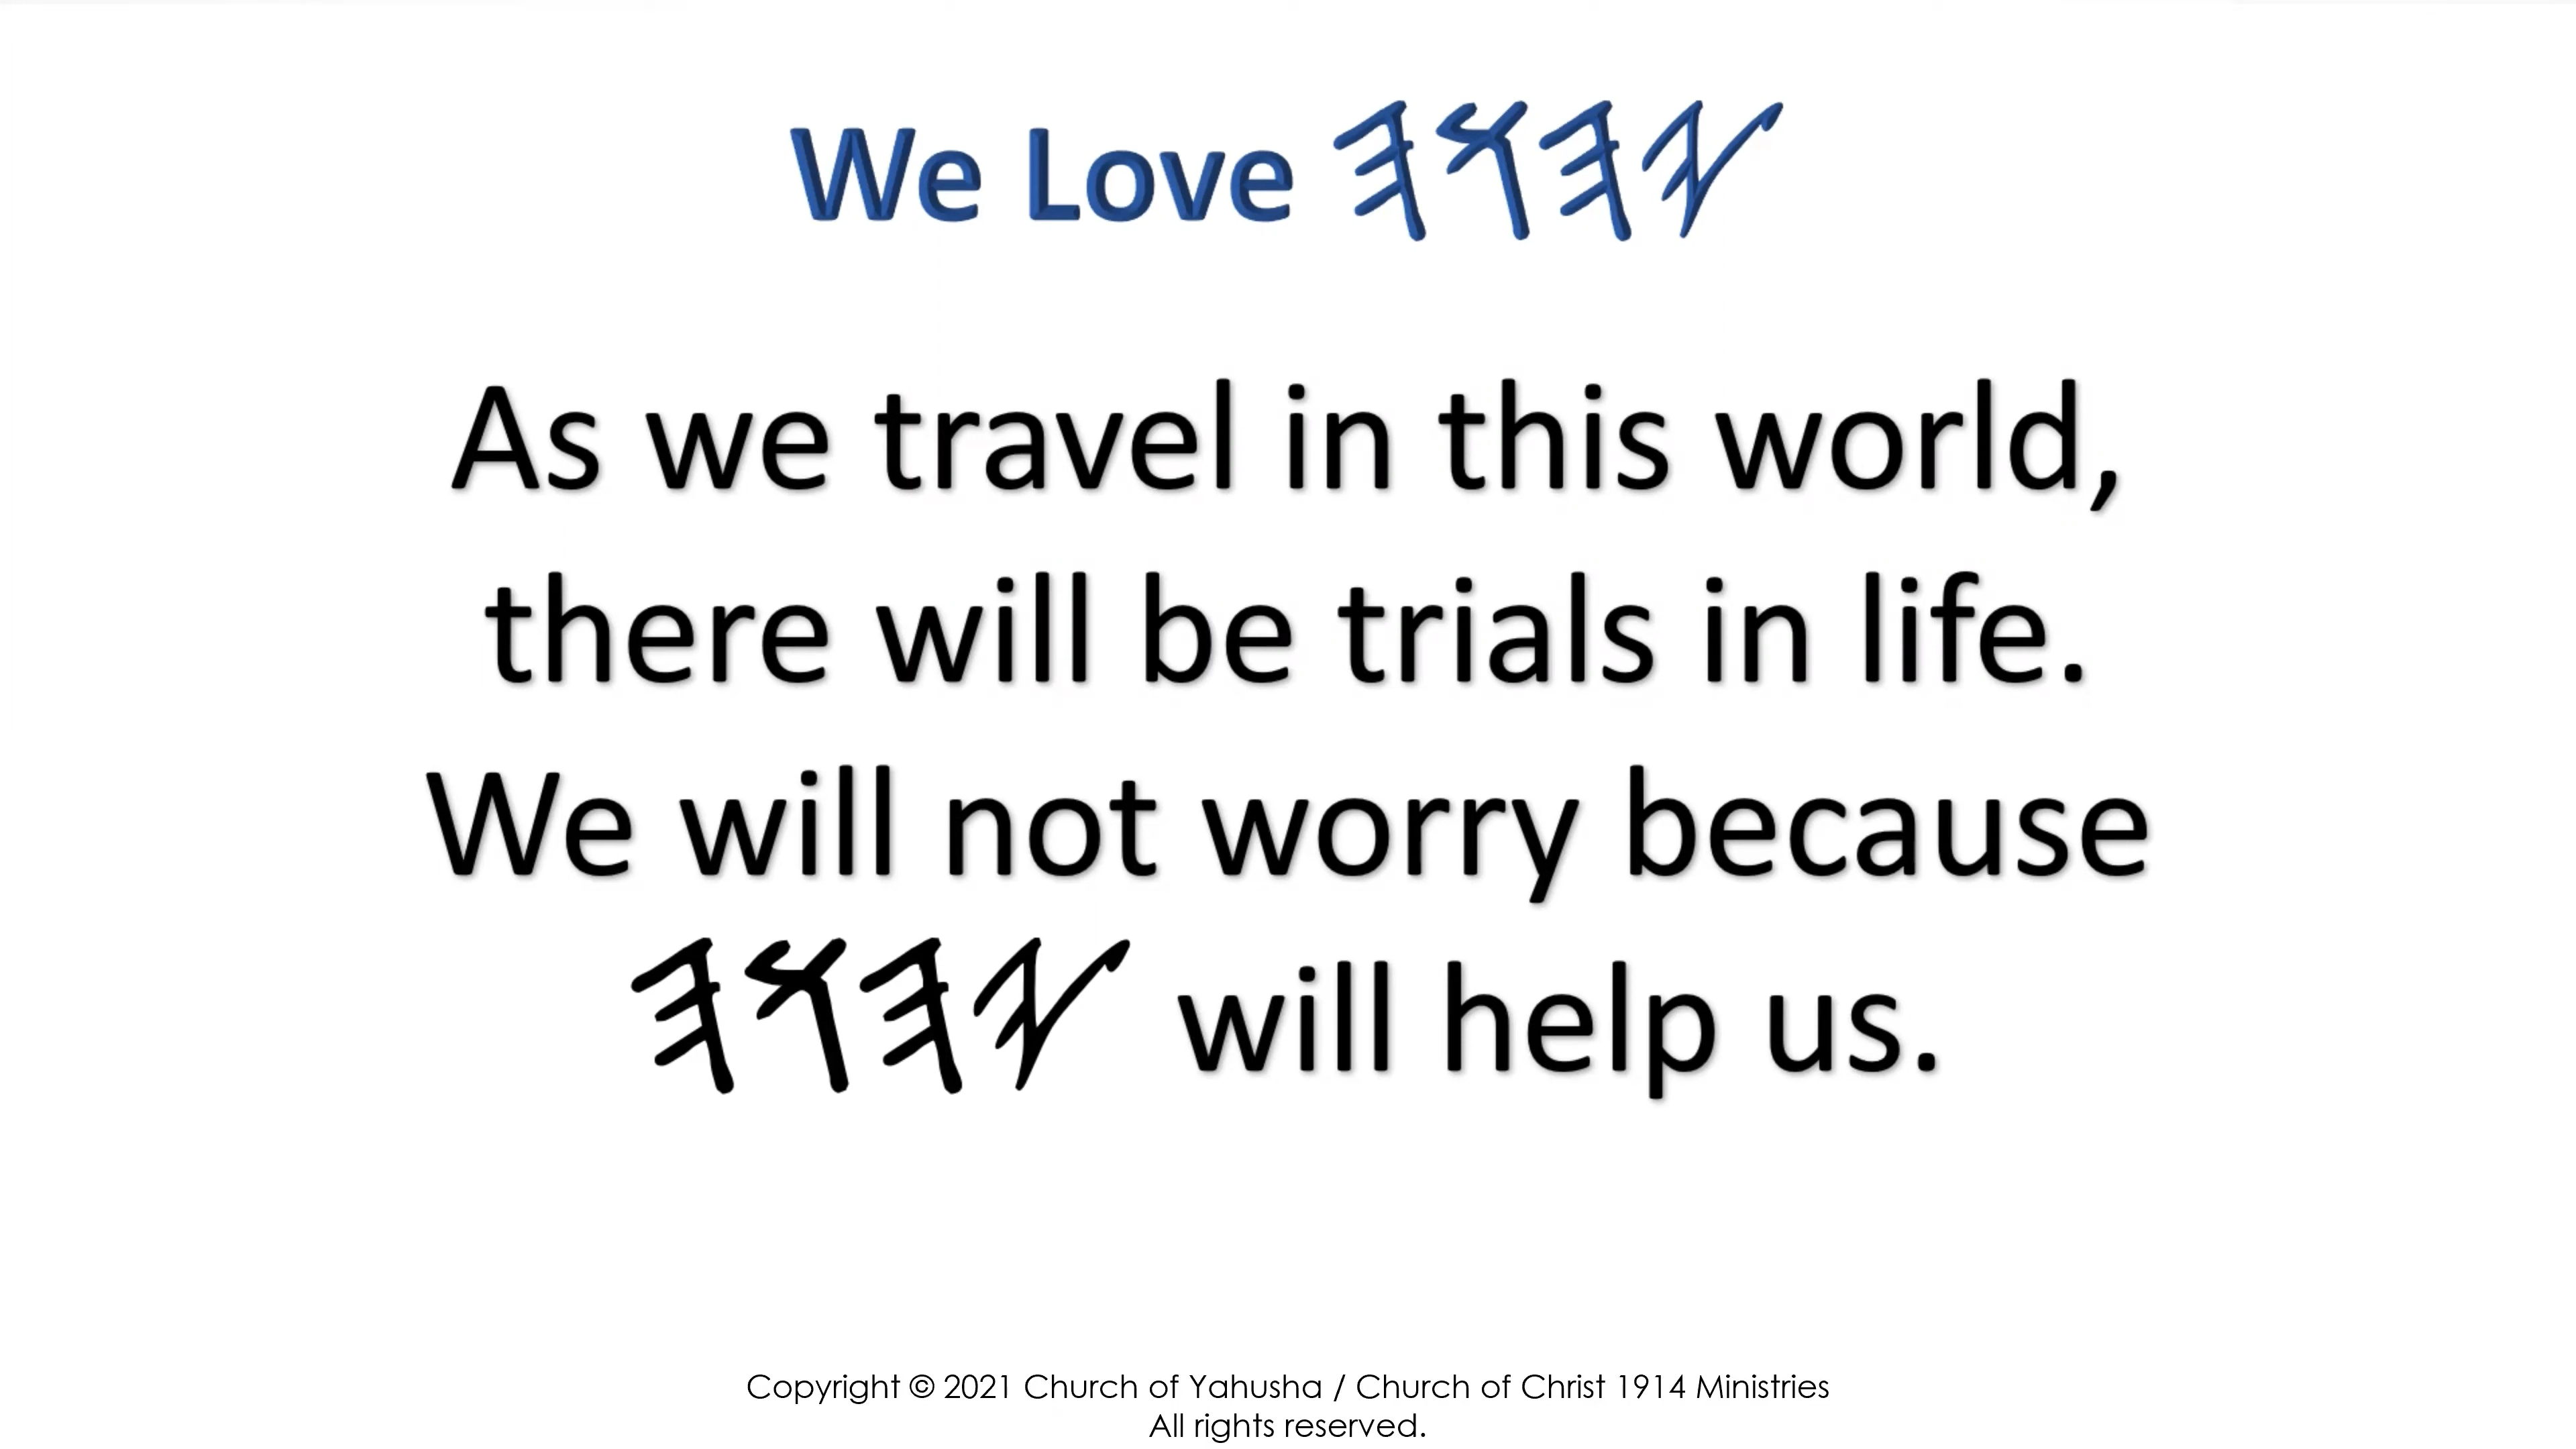 We Love 𐤉𐤄𐤅𐤄
As we travel in this world,
there will be trials in life.
We will not worry because
𐤉𐤄𐤅𐤄 will help us.
Copyright © 2021 Church of Yahusha / Church of Christ 1914 Ministries
All rights reserved.